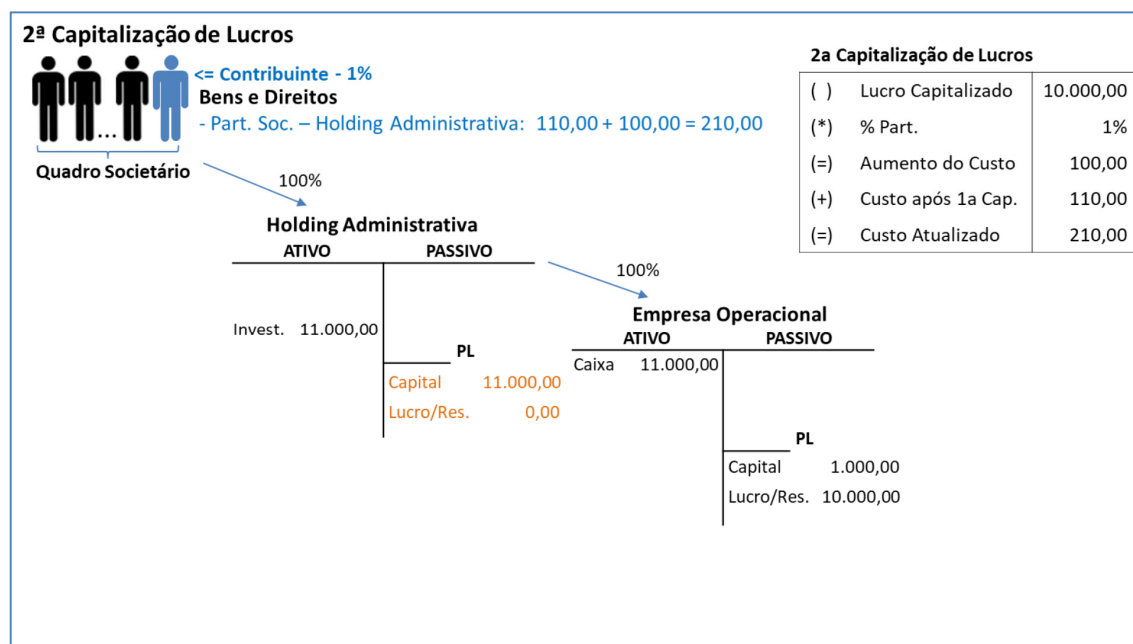 2ª Capitalização de Lucros
<= Contribuinte - 1%
Bens e Direitos
- Part. Soc. – Holding Administrativa: 110,00 + 100,00 = 210,00
...
Quadro Societário
2a Capitalização de Lucros
( ) Lucro Capitalizado 10.000,00
(*) % Part. 1%
(=) Aumento do Custo 100,00
(+) Custo após 1a Cap. 110,00
(=) Custo Atualizado 210,00
100%
Holding Administrativa
ATIVO PASSIVO
Invest. 11.000,00
PL
Capital 11.000,00
Lucro/Res. 0,00
100%
Empresa Operacional
ATIVO PASSIVO
Caixa 11.000,00
PL
Capital 1.000,00
Lucro/Res. 10.000,00